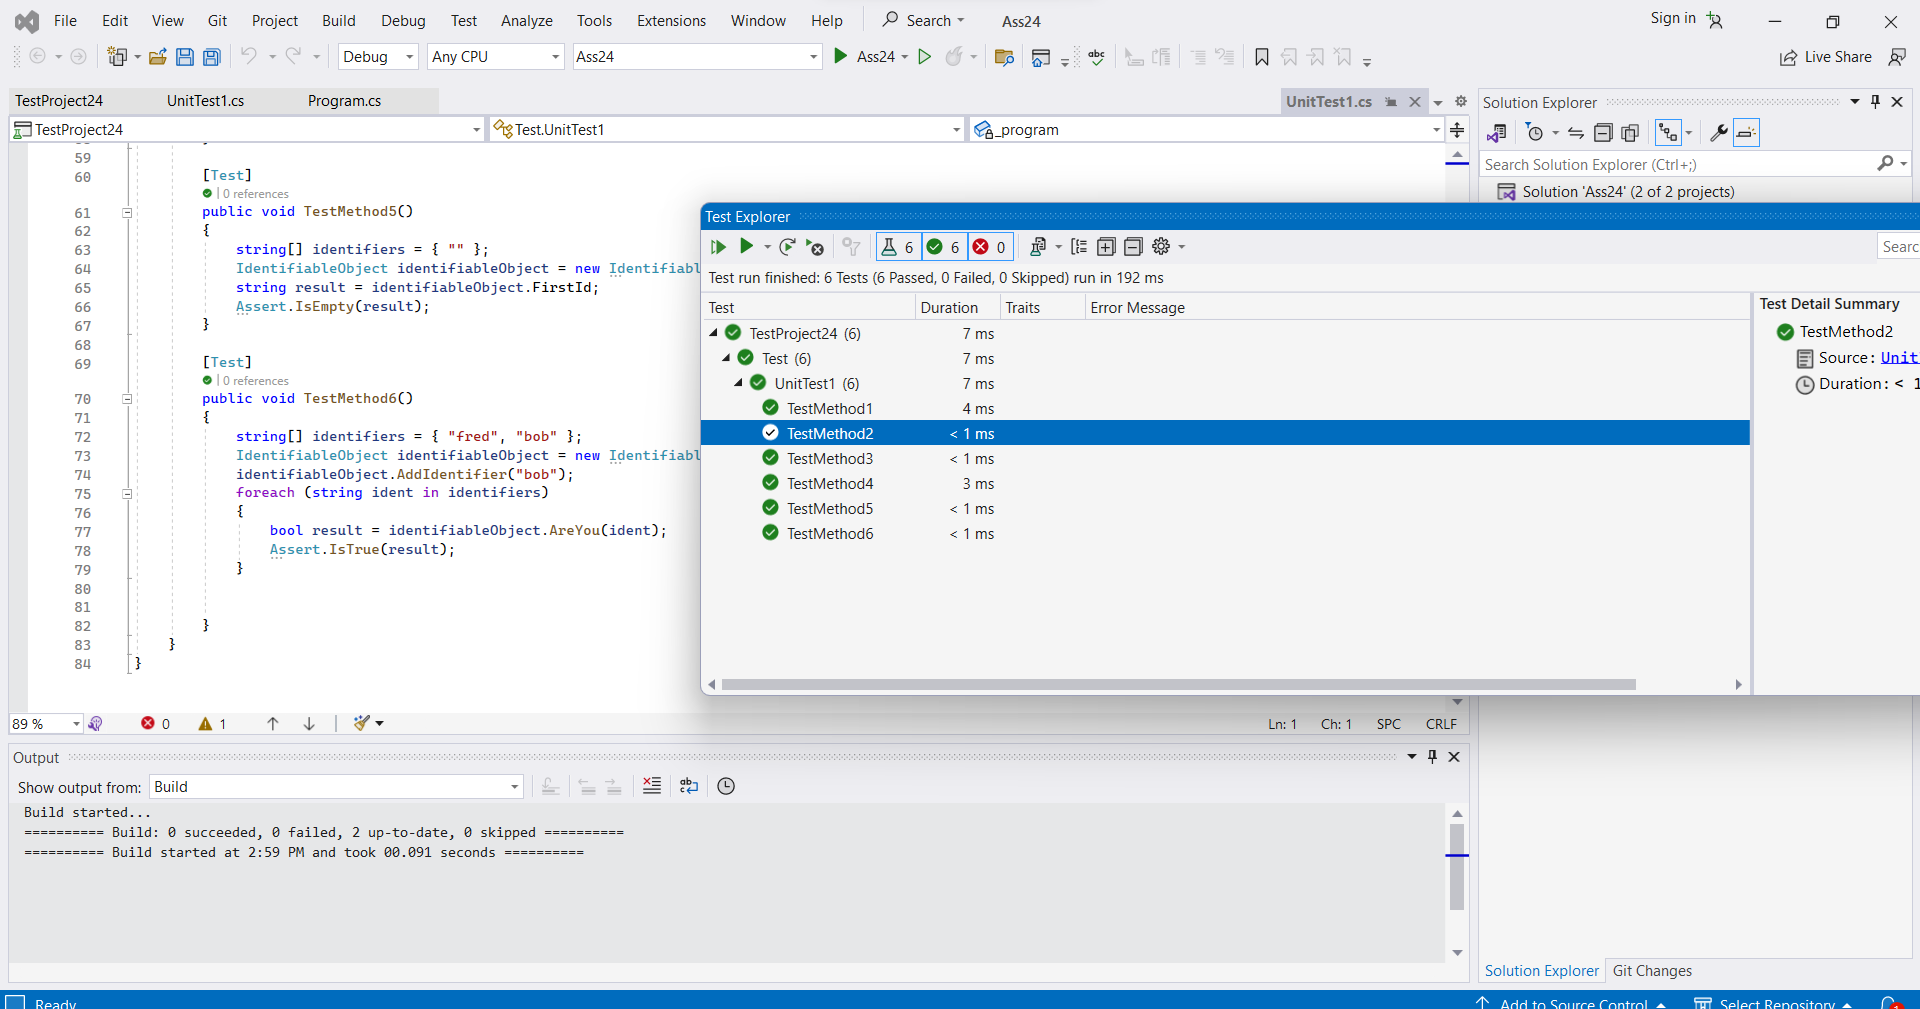 File Edit View Git Project Build Debug Test Analyze Tools Extensions Window Help Search Ass24 Sign in
Debug Any CPU Ass24 Ass24 abc Live Share
TestProject24 UnitTest1.cs Program.cs UnitTest1.cs
TestProject24 Test.UnitTest1 _program
59
60 [Test]
0 references
61 public void TestMethod5()
62 {
63 string[] identifiers = { "" };
64 IdentifiableObject identifiableObject = new Identifiabl
65 string result = identifiableObject.FirstId;
66 Assert.IsEmpty(result);
67 }
68
69 [Test]
0 references
70 public void TestMethod6()
71 {
72 string[] identifiers = { "fred", "bob" };
73 IdentifiableObject identifiableObject = new Identifiabl
74 identifiableObject.AddIdentifier("bob");
75 foreach (string ident in identifiers)
76 {
77 bool result = identifiableObject.AreYou(ident);
78 Assert.IsTrue(result);
79 }
80
81
82 }
83 }
84 }
89 % 0 1 Ln: 1 Ch: 1 SPC CRLF
Test Explorer
6 6 0 Searc
Test run finished: 6 Tests (6 Passed, 0 Failed, 0 Skipped) run in 192 ms
Test Duration Traits Error Message
TestProject24 (6) 7 ms
Test (6) 7 ms
UnitTest1 (6) 7 ms
TestMethod1 4 ms
TestMethod2 < 1 ms
TestMethod3 < 1 ms
TestMethod4 3 ms
TestMethod5 < 1 ms
TestMethod6 < 1 ms
Test Detail Summary
TestMethod2
Source: Unit
Duration: < 1
Solution Explorer
Search Solution Explorer (Ctrl+;)
Solution 'Ass24' (2 of 2 projects)
Output
Show output from: Build
Build started...
========== Build: 0 succeeded, 0 failed, 2 up-to-date, 0 skipped ==========
========== Build started at 2:59 PM and took 00.091 seconds ==========
Solution Explorer Git Changes
Ready Add to Source Control Select Repository